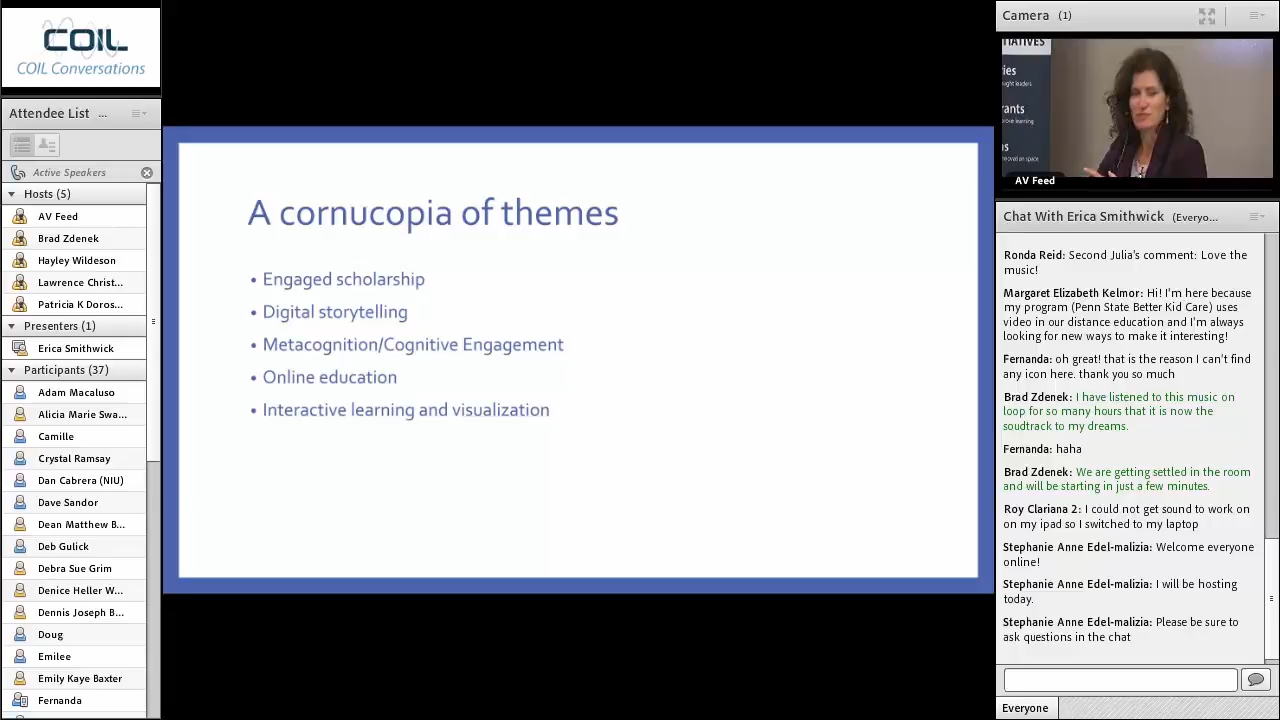 COIL
COIL Conversations
Attendee List ...
Active Speakers
Hosts (5)
AV Feed
Brad Zdenek
Hayley Wildeson
Lawrence Christ...
Patricia K Doros...
Presenters (1)
Erica Smithwick
Participants (37)
Adam Macaluso
Alicia Marie Swa...
Camille
Crystal Ramsay
Dan Cabrera (NIU)
Dave Sandor
Dean Matthew B...
Deb Gulick
Debra Sue Grim
Denice Heller W...
Dennis Joseph B...
Doug
Emilee
Emily Kaye Baxter
Fernanda
A cornucopia of themes
• Engaged scholarship
• Digital storytelling
• Metacognition/Cognitive Engagement
• Online education
• Interactive learning and visualization
Camera (1)
AV Feed
Chat With Erica Smithwick (Everyo...
Ronda Reid: Second Julia's comment: Love the
music!
Margaret Elizabeth Kelmor: Hi! I'm here because
my program (Penn State Better Kid Care) uses
video in our distance education and I'm always
looking for new ways to make it interesting!
Fernanda: oh great! that is the reason I can't find
any icon here. thank you so much
Brad Zdenek: I have listened to this music on
loop for so many hours that it is now the
soudtrack to my dreams.
Fernanda: haha
Brad Zdenek: We are getting settled in the room
and will be starting in just a few minutes.
Roy Clariana 2: I could not get sound to work on
on my ipad so I switched to my laptop
Stephanie Anne Edel-malizia: Welcome everyone
online!
Stephanie Anne Edel-malizia: I will be hosting
today.
Stephanie Anne Edel-malizia: Please be sure to
ask questions in the chat
Everyone